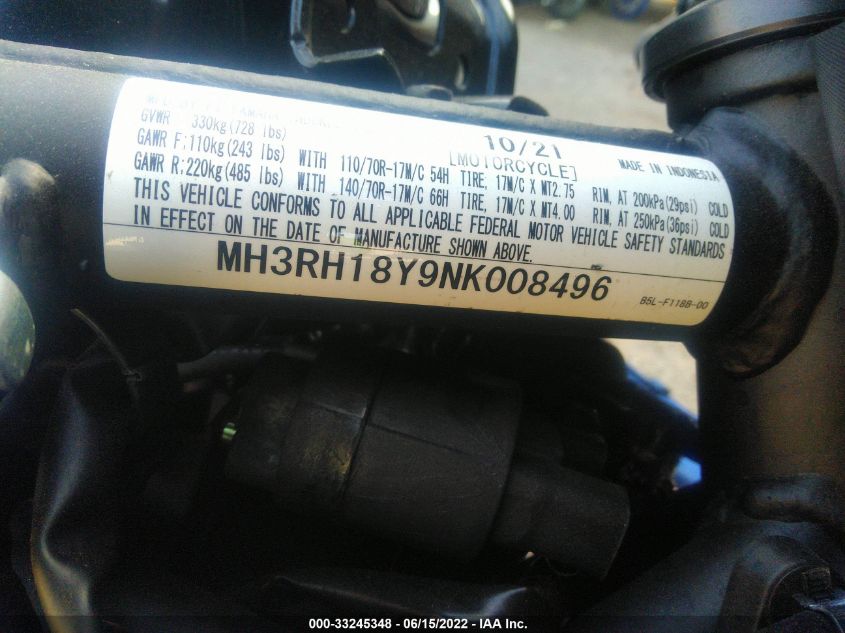 10/21
MADE IN INDONESIA
GVWR : 330kg(728 lbs) [MOTORCYCLE]
GAWR F:110kg(243 lbs) WITH 110/70R-17M/C 54H TIRE, 17M/C X MT2.75 RIM, AT 200kPa(29psi) COLD
GAWR R:220kg(485 lbs) WITH 140/70R-17M/C 66H TIRE, 17M/C X MT4.00 RIM, AT 250kPa(36psi) COLD
THIS VEHICLE CONFORMS TO ALL APPLICABLE FEDERAL MOTOR VEHICLE SAFETY STANDARDS
IN EFFECT ON THE DATE OF MANUFACTURE SHOWN ABOVE.
MH3RH18Y9NK008496
B5L-F118B-00
000-33245348 - 06/15/2022 - IAA Inc.